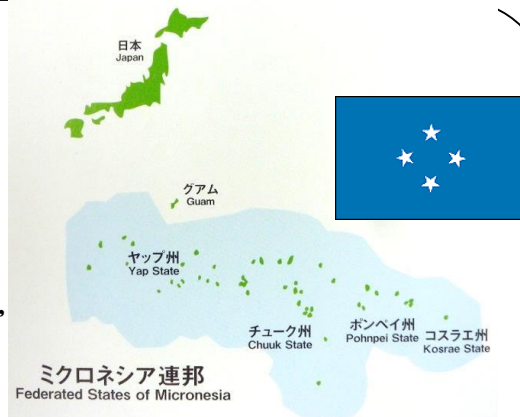 日本
Japan
グアム
Guam
ヤップ州
Yap State
チューク州
Chuuk State
ポンペイ州
Pohnpei State
コスラエ州
Kosrae State
ミクロネシア連邦
Federated States of Micronesia
,